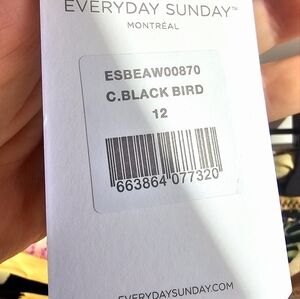 EVERYDAY SUNDAY™
MONTRÉAL
ESBEAW00870
C.BLACK BIRD
12
663864 077320
EVERYDAYSUNDAY.COM